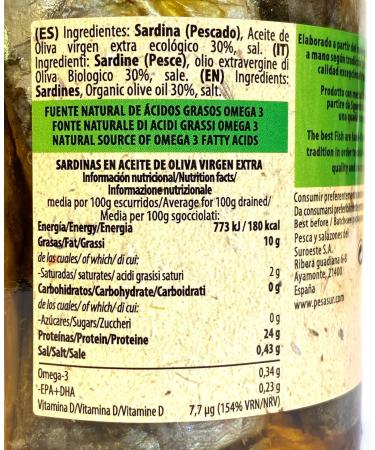 (ES) Ingredientes: Sardina (Pescado), Aceite de
Oliva virgen extra ecológico 30%, sal. (IT)
Ingredienti: Sardine (Pesce), olio extravergine di
Oliva Biologico 30%, sale. (EN) Ingredients:
Sardines, Organic olive oil 30% salt.
FUENTE NATURAL DE ÁCIDOS GRASOS OMEGA 3
FONTE NATURALE DI ACIDI GRASSI OMEGA 3
NATURAL SOURCE OF OMEGA 3 FATTY ACIDS
SARDINAS EN ACEITE DE OLIVA VIRGEN EXTRA
Información nutricional/Nutrition facts/
Informazione nutrizionale
media por 100g escurridos/Average for 100g drained/
Media per 100g sgocciolati:
Energía/Energy/Energia 773 kJ / 180 kcal
Grasas/Fat/Grassi 10 g
de las cuales/ of which/ di cui:
-Saturadas/ saturates/ acidi grasisi saturi 2 g
Carbohidratos/Carbohydrate/Carboidrati 0 g
de los cuales/ of which/ di cui:
-Azúcares/Sugars/Zuccheri 0 g
Proteínas/Protein/Proteine 24 g
Sal/Salt/Sale 0,43 g
Omega-3 0,34 g
-EPA+DHA 0,23 g
Vitamina D/Vitamina D/Vitamine D 7,7 µg (154% VRN/NRV)
Elaborado a partir del
a mano según
calidad
Prodotto con
partire da
una
The best Fish are
tradition in order to
quality and
Consumir preferentemente
Da consumarsi
Best before / Batch
Pesca y salazones del
Suroeste S.A.
Ribera guadiana 6-8
Ayamonte, 21400
España
www.pesasur.com